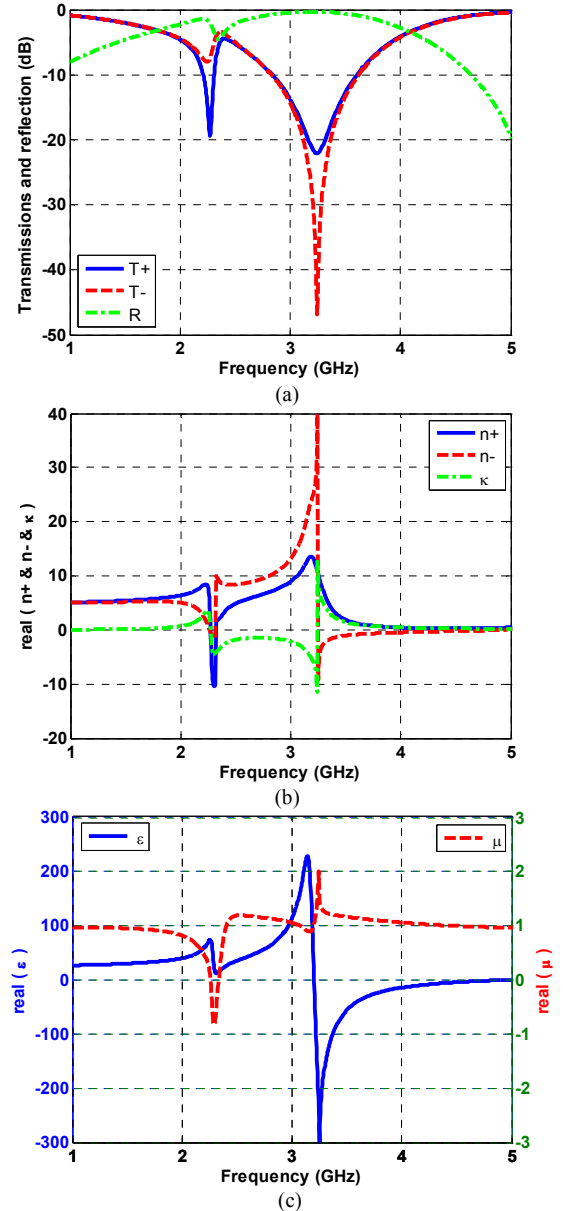 0
-10
-20
-30
-40
-50
Transmissions and reflection (dB)
T+
T-
R
1 2 3 4 5
Frequency (GHz)
(a)
40
30
20
10
0
-10
-20
real ( n+ & n- & κ )
n+
n-
κ
1 2 3 4 5
Frequency (GHz)
(b)
300
200
100
0
-100
-200
-300
real ( ε )
ε
μ
3
2
1
0
-1
-2
-3
real ( μ )
1 2 3 4 5
Frequency (GHz)
(c)